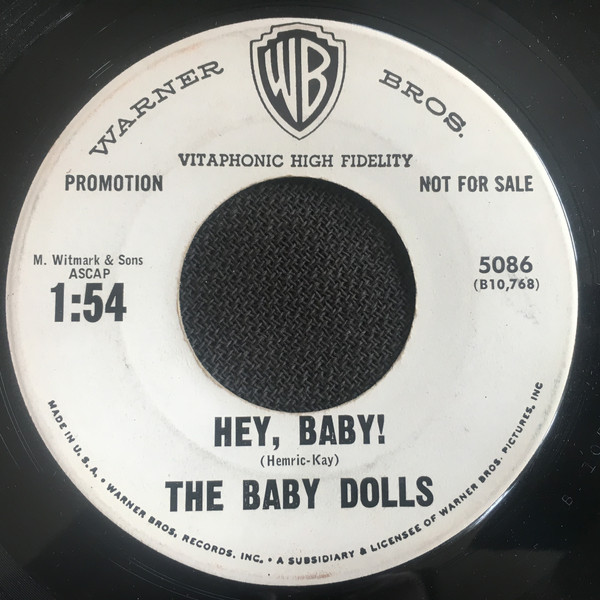 WARNER WB BROS.
VITAPHONIC HIGH FIDELITY
PROMOTION
NOT FOR SALE
M. Witmark & Sons
ASCAP
1:54
5086
(B10,768)
HEY, BABY!
(Hemric-Kay)
THE BABY DOLLS
MADE IN U.S.A. • WARNER BROS. RECORDS, INC. • A SUBSIDIARY & LICENSEE OF WARNER BROS. PICTURES, INC